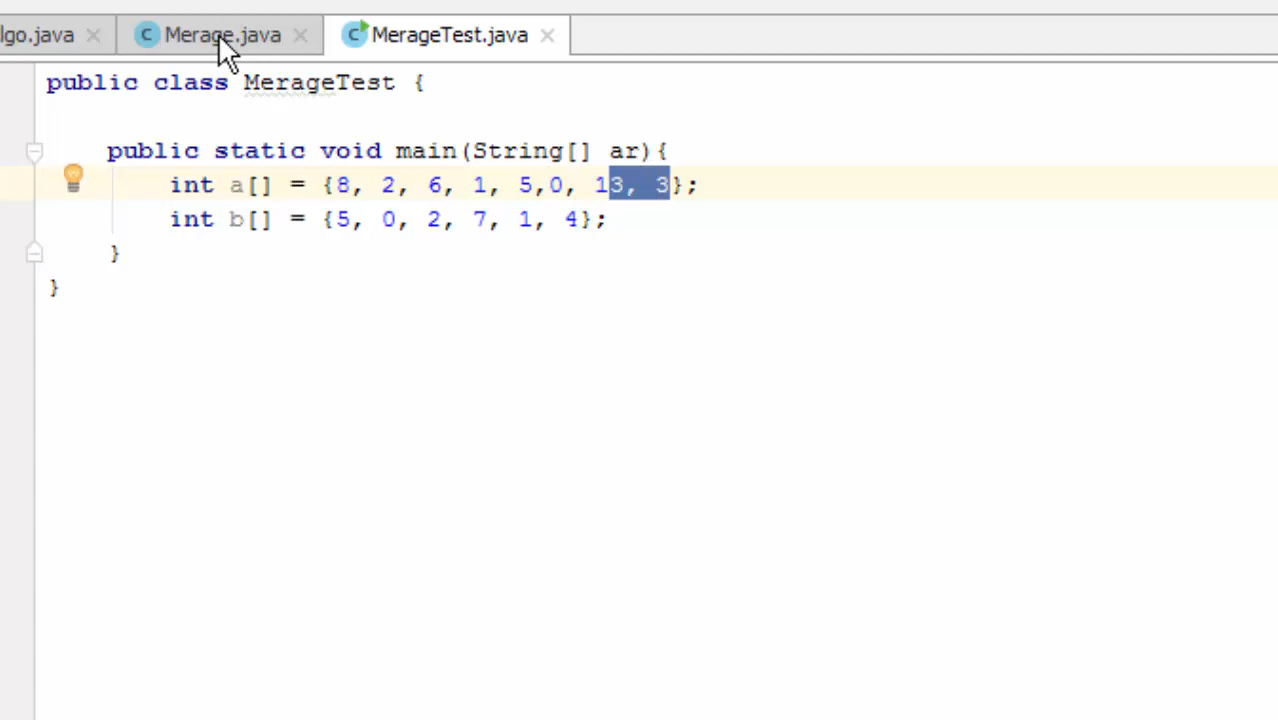 lgo.java
Merage.java
MerageTest.java
public class MerageTest {
public static void main(String[] ar){
int a[] = {8, 2, 6, 1, 5,0, 13, 3};
int b[] = {5, 0, 2, 7, 1, 4};
}
}